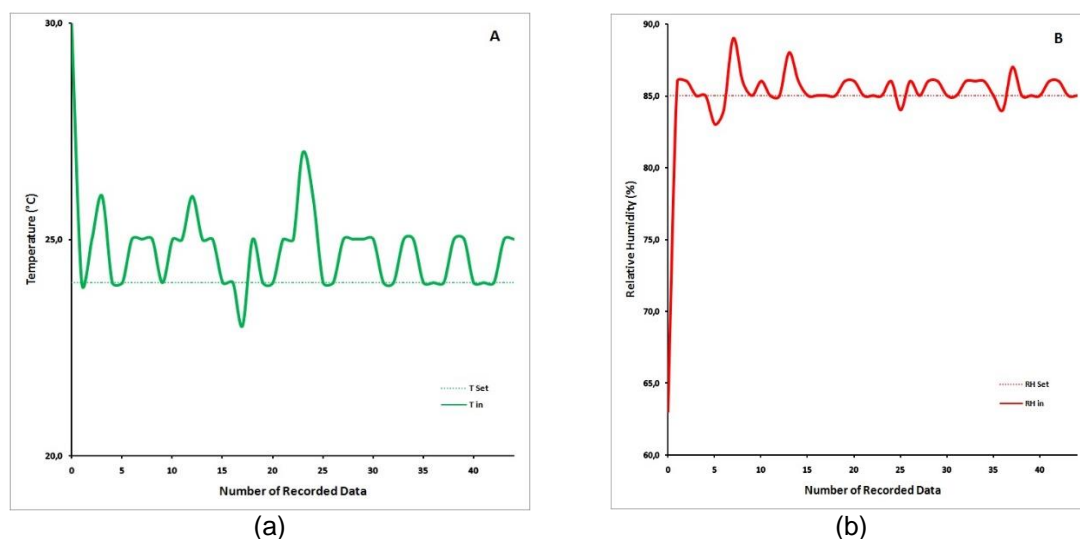 A
30,0
25,0
20,0
Temperature (°C)
T Set
T in
0 5 10 15 20 25 30 35 40
Number of Recorded Data
(a)
B
90,0
85,0
80,0
75,0
70,0
65,0
60,0
Relative Humidity (%)
RH Set
RH in
0 5 10 15 20 25 30 35 40
Number of Recorded Data
(b)